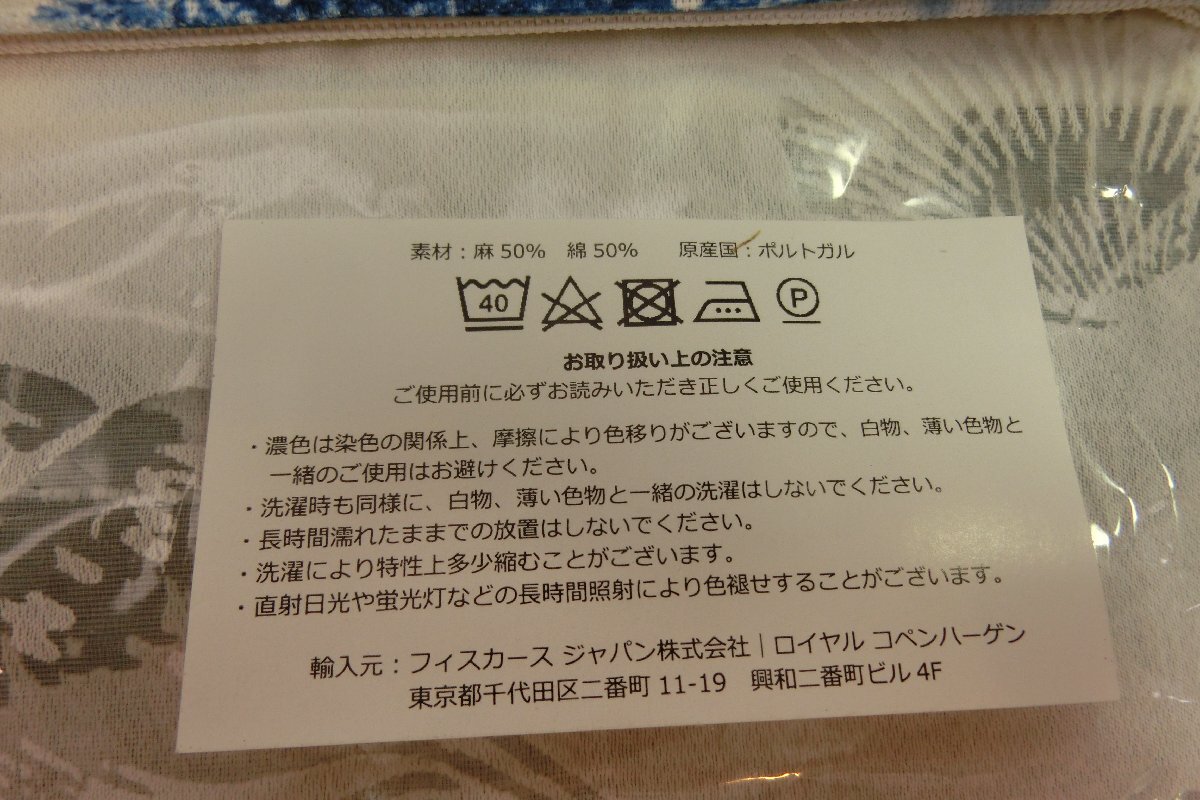 素材：麻50%　綿50%　　原産国：ポルトガル
40 P
お取り扱い上の注意
ご使用前に必ずお読みいただき正しくご使用ください。
・濃色は染色の関係上、摩擦により色移りがございますので、白物、薄い色物と
一緒のご使用はお避けください。
・洗濯時も同様に、白物、薄い色物と一緒の洗濯はしないでください。
・長時間濡れたままでの放置はしないでください。
・洗濯により特性上多少縮むことがございます。
・直射日光や蛍光灯などの長時間照射により色褪せすることがございます。
輸入元：フィスカース ジャパン株式会社｜ロイヤル コペンハーゲン
東京都千代田区二番町 11-19　興和二番町ビル 4F